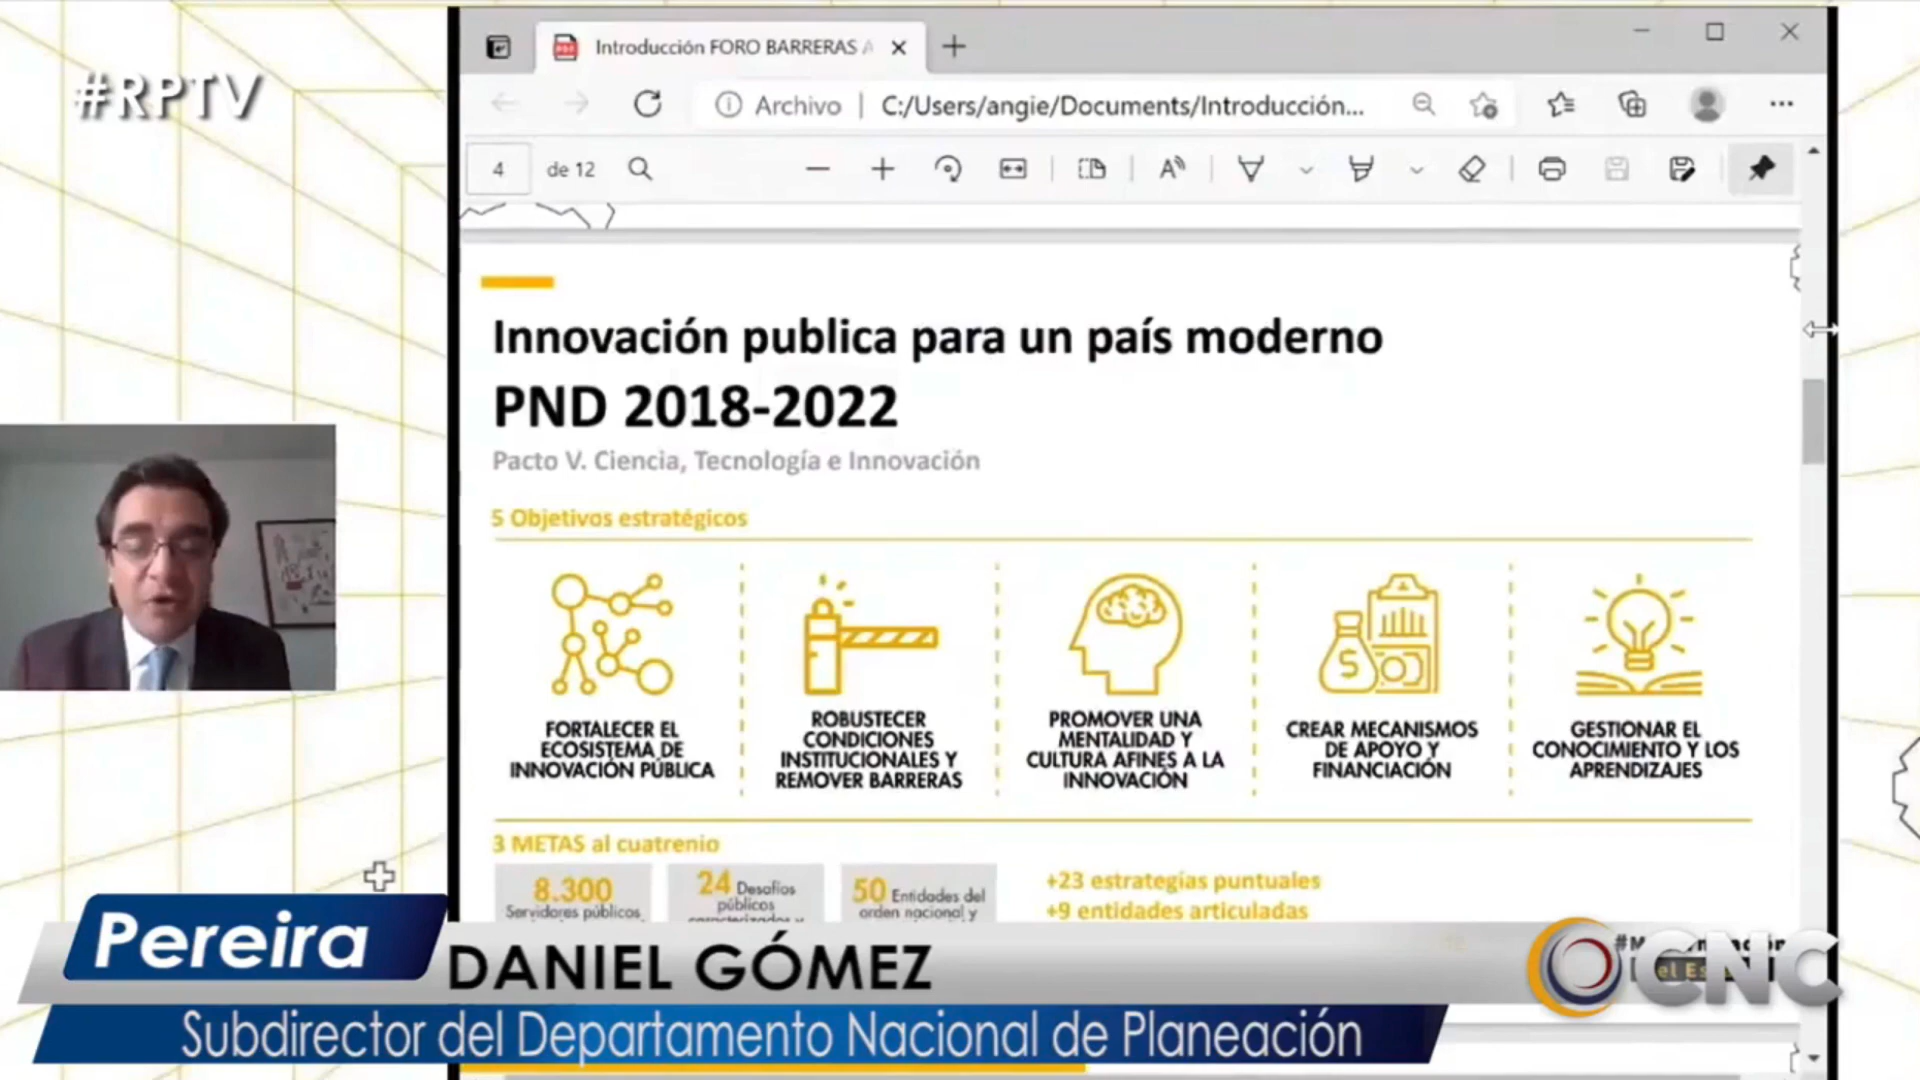 #RPTV
Introducción FORO BARRERAS A
Archivo | C:/Users/angie/Documents/Introducción...
4 de 12
Innovación publica para un país moderno
PND 2018-2022
Pacto V. Ciencia, Tecnología e Innovación
5 Objetivos estratégicos
FORTALECER EL
ECOSISTEMA DE
INNOVACIÓN PÚBLICA
ROBUSTECER
CONDICIONES
INSTITUCIONALES Y
REMOVER BARRERAS
PROMOVER UNA
MENTALIDAD Y
CULTURA AFINES A LA
INNOVACIÓN
CREAR MECANISMOS
DE APOYO Y
FINANCIACIÓN
GESTIONAR EL
CONOCIMIENTO Y LOS
APRENDIZAJES
3 METAS al cuatrenio
8.300
Servidores públicos
24 Desafíos
públicos
caracterizados y
50 Entidades del
orden nacional y
+23 estrategias puntuales
+9 entidades articuladas
Pereira
DANIEL GÓMEZ
Subdirector del Departamento Nacional de Planeación
CNC